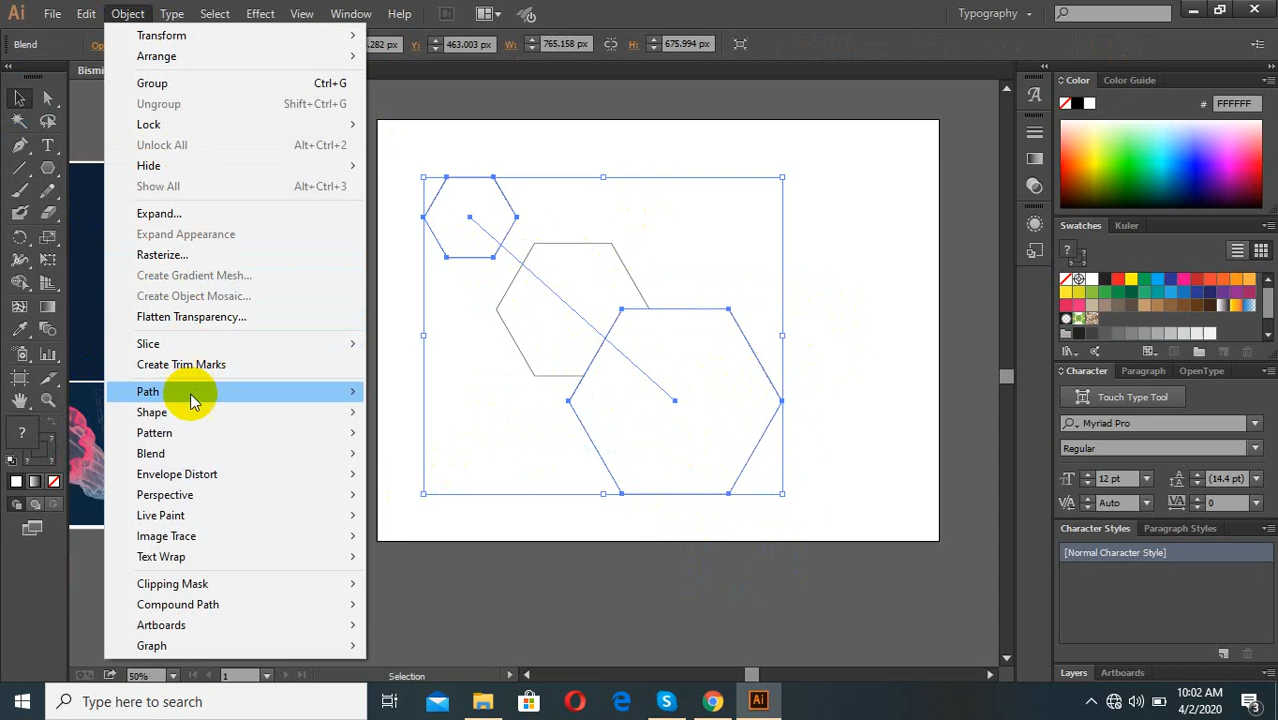 Ai File Edit Object Type Select Effect View Window Help Br Typography
Blend Y: 463.003 px W: 765.158 px H: 675.994 px
Transform
Arrange
Group Ctrl+G
Ungroup Shift+Ctrl+G
Lock
Unlock All Alt+Ctrl+2
Hide
Show All Alt+Ctrl+3
Expand...
Expand Appearance
Rasterize...
Create Gradient Mesh...
Create Object Mosaic...
Flatten Transparency...
Slice
Create Trim Marks
Path
Shape
Pattern
Blend
Envelope Distort
Perspective
Live Paint
Image Trace
Text Wrap
Clipping Mask
Compound Path
Artboards
Graph
Color Color Guide
# FFFFFF
Swatches Kuler
Character Paragraph OpenType
Touch Type Tool
Myriad Pro
Regular
12 pt (14.4 pt)
Auto 0
Character Styles Paragraph Styles
[Normal Character Style]
Layers Artboards
50% 1 Selection
Type here to search
10:02 AM
4/2/2020
3